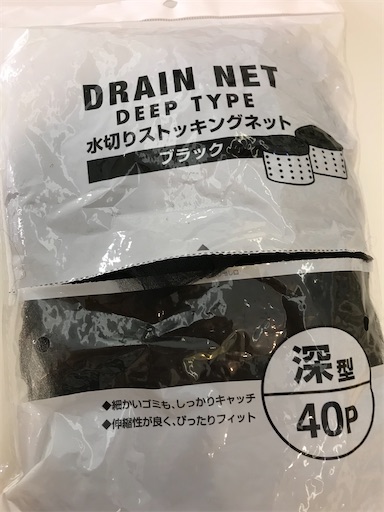 DRAIN NET
DEEP TYPE
水切りストッキングネット
ブラック
深型
40P
◆細かいゴミも、しっかりキャッチ
◆伸縮性が良く、ぴったりフィット